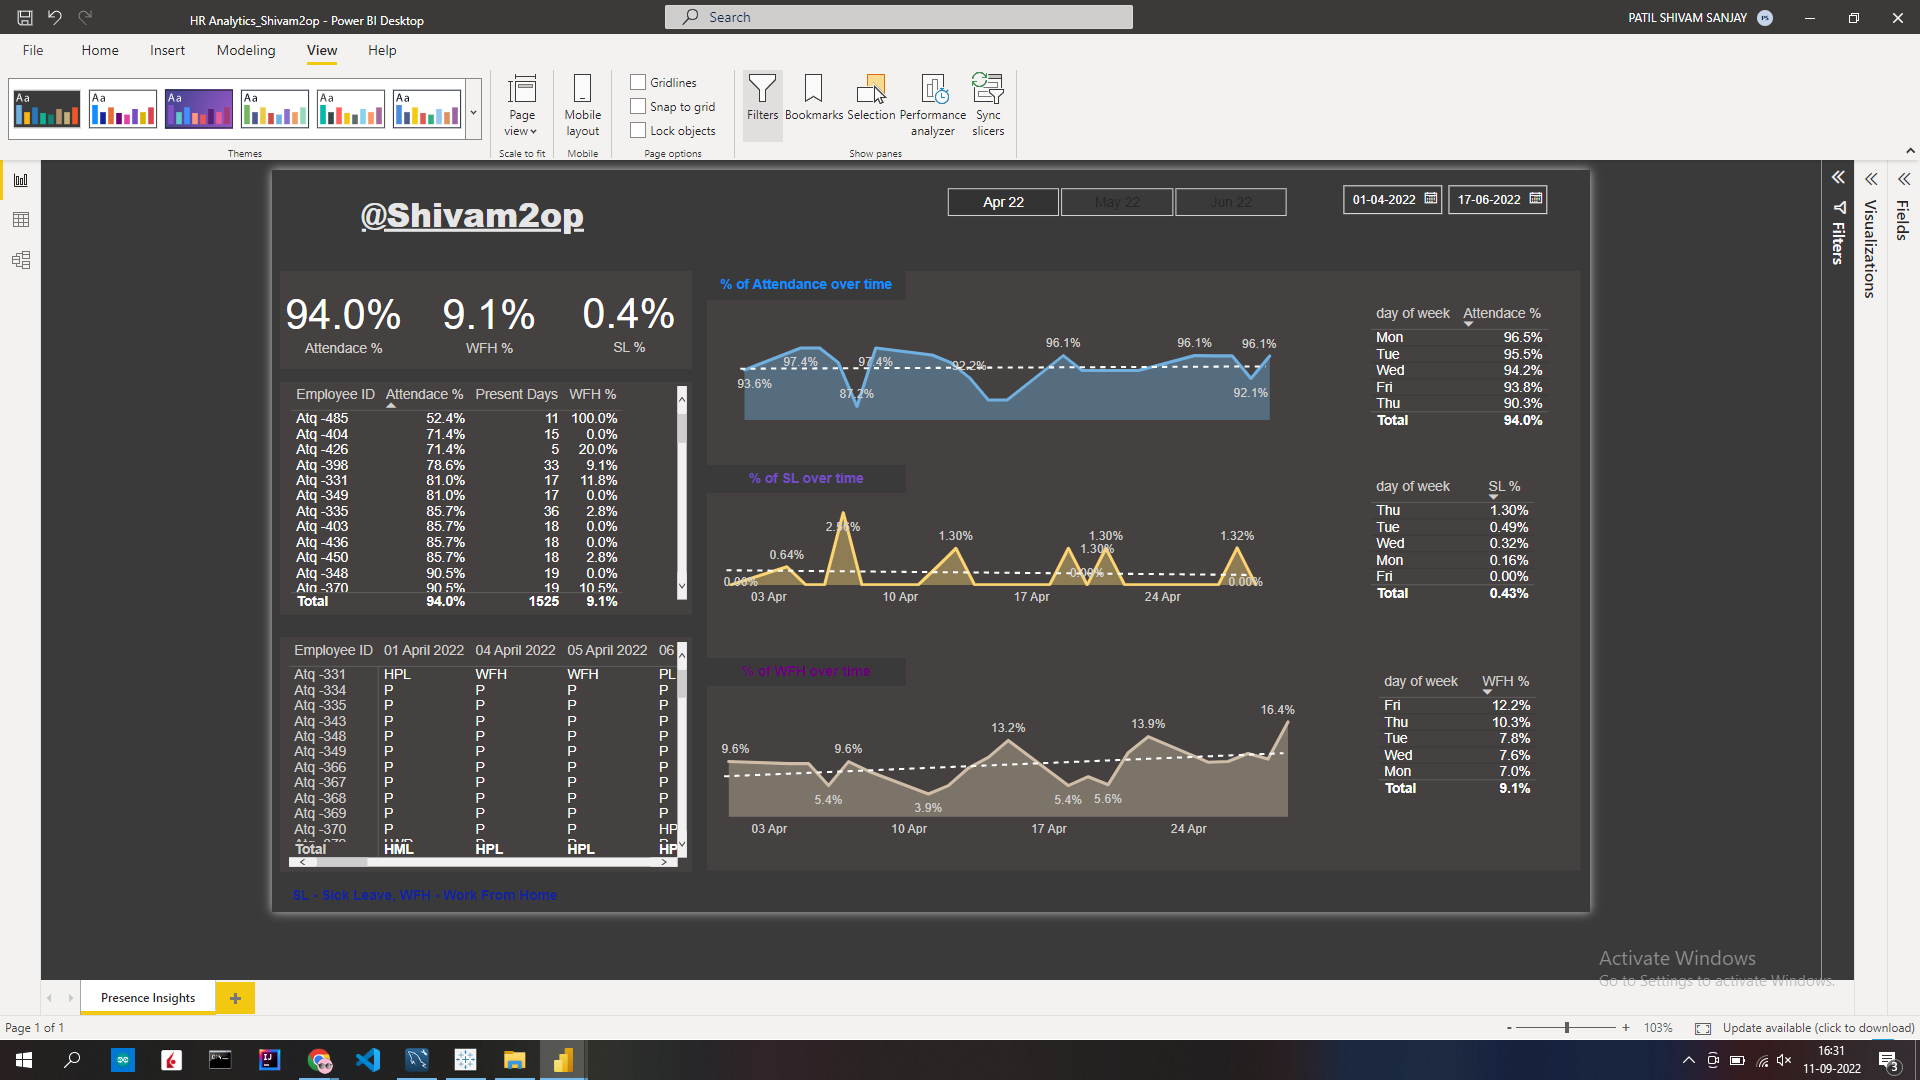 HR Analytics_Shivam2op - Power BI Desktop
Search
PATIL SHIVAM SANJAY
PS
File Home Insert Modeling View Help
Aa Aa Aa Aa Aa Aa
Page view
Mobile layout
Gridlines
Snap to grid
Lock objects
Filters
Bookmarks
Selection
Performance analyzer
Sync slicers
Themes
Scale to fit
Mobile
Page options
Show panes
@Shivam2op
Apr 22
May 22
Jun 22
01-04-2022
17-06-2022
Filters
Visualizations
Fields
94.0% 9.1% 0.4%
Attendace % WFH % SL %
Employee ID Attendace % Present Days WFH %
Atq -485 52.4% 11 100.0%
Atq -404 71.4% 15 0.0%
Atq -426 71.4% 5 20.0%
Atq -398 78.6% 33 9.1%
Atq -331 81.0% 17 11.8%
Atq -349 81.0% 17 0.0%
Atq -335 85.7% 36 2.8%
Atq -403 85.7% 18 0.0%
Atq -436 85.7% 18 0.0%
Atq -450 85.7% 18 2.8%
Atq -348 90.5% 19 0.0%
Atq -370 90.5% 19 10.5%
Total 94.0% 1525 9.1%
Employee ID 01 April 2022 04 April 2022 05 April 2022 06
Atq -331 HPL WFH WFH PL
Atq -334 P P P P
Atq -335 P P P P
Atq -343 P P P P
Atq -348 P P P P
Atq -349 P P P P
Atq -366 P P P P
Atq -367 P P P P
Atq -368 P P P P
Atq -369 P P P P
Atq -370 P P P HP
Total HML HPL HPL HP
SL - Sick Leave, WFH - Work From Home
% of Attendance over time
93.6% 97.4% 87.2% 97.4% 92.2% 96.1% 96.1% 92.1% 96.1%
day of week Attendace %
Mon 96.5%
Tue 95.5%
Wed 94.2%
Fri 93.8%
Thu 90.3%
Total 94.0%
% of SL over time
0.00% 0.64% 2.56% 1.30% 1.30% 0.00% 1.30% 1.32% 0.00%
03 Apr 10 Apr 17 Apr 24 Apr
day of week SL %
Thu 1.30%
Tue 0.49%
Wed 0.32%
Mon 0.16%
Fri 0.00%
Total 0.43%
% of WFH over time
9.6% 5.4% 9.6% 3.9% 13.2% 5.4% 5.6% 13.9% 16.4%
03 Apr 10 Apr 17 Apr 24 Apr
day of week WFH %
Fri 12.2%
Thu 10.3%
Tue 7.8%
Wed 7.6%
Mon 7.0%
Total 9.1%
Activate Windows
Go to Settings to activate Windows.
Presence Insights
+
Page 1 of 1
- + 103%
Update available (click to download)
16:31
11-09-2022
3